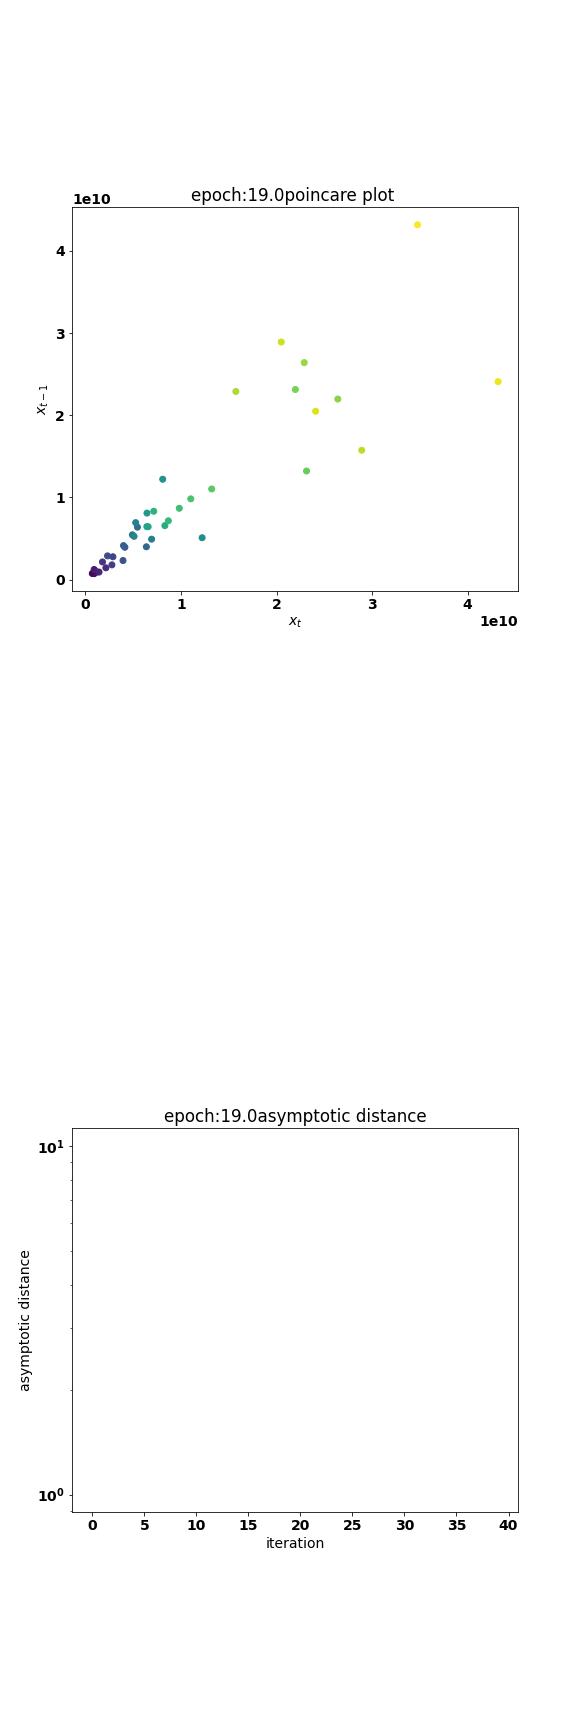 epoch:19.0poincare plot
1e10
4
3
2
1
0
x_{t-1}
0 1 2 3 4
x_t
1e10
epoch:19.0asymptotic distance
10^1
10^0
asymptotic distance
0 5 10 15 20 25 30 35 40
iteration